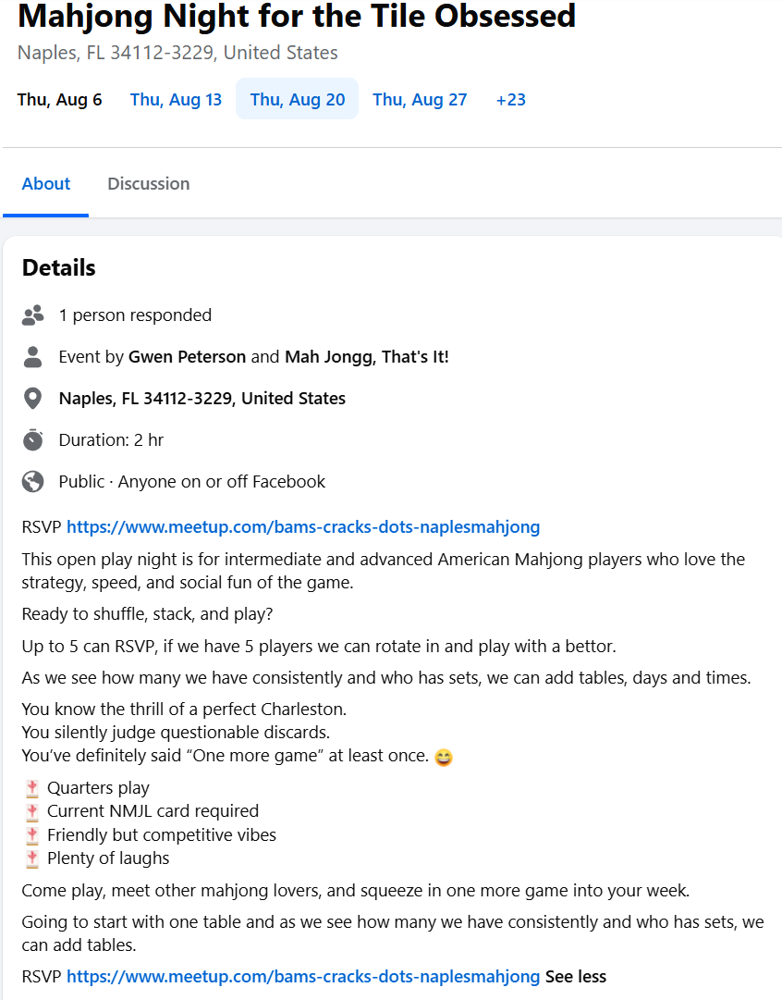 Mahjong Night for the Tile Obsessed
Naples, FL 34112-3229, United States
Thu, Aug 6 Thu, Aug 13 Thu, Aug 20 Thu, Aug 27 +23
About Discussion
Details
1 person responded
Event by Gwen Peterson and Mah Jongg, That's It!
Naples, FL 34112-3229, United States
Duration: 2 hr
Public · Anyone on or off Facebook
RSVP https://www.meetup.com/bams-cracks-dots-naplesmahjong
This open play night is for intermediate and advanced American Mahjong players who love the
strategy, speed, and social fun of the game.
Ready to shuffle, stack, and play?
Up to 5 can RSVP, if we have 5 players we can rotate in and play with a bettor.
As we see how many we have consistently and who has sets, we can add tables, days and times.
You know the thrill of a perfect Charleston.
You silently judge questionable discards.
You’ve definitely said “One more game” at least once. 😄
Quarters play
Current NMJL card required
Friendly but competitive vibes
Plenty of laughs
Come play, meet other mahjong lovers, and squeeze in one more game into your week.
Going to start with one table and as we see how many we have consistently and who has sets, we
can add tables.
RSVP https://www.meetup.com/bams-cracks-dots-naplesmahjong See less